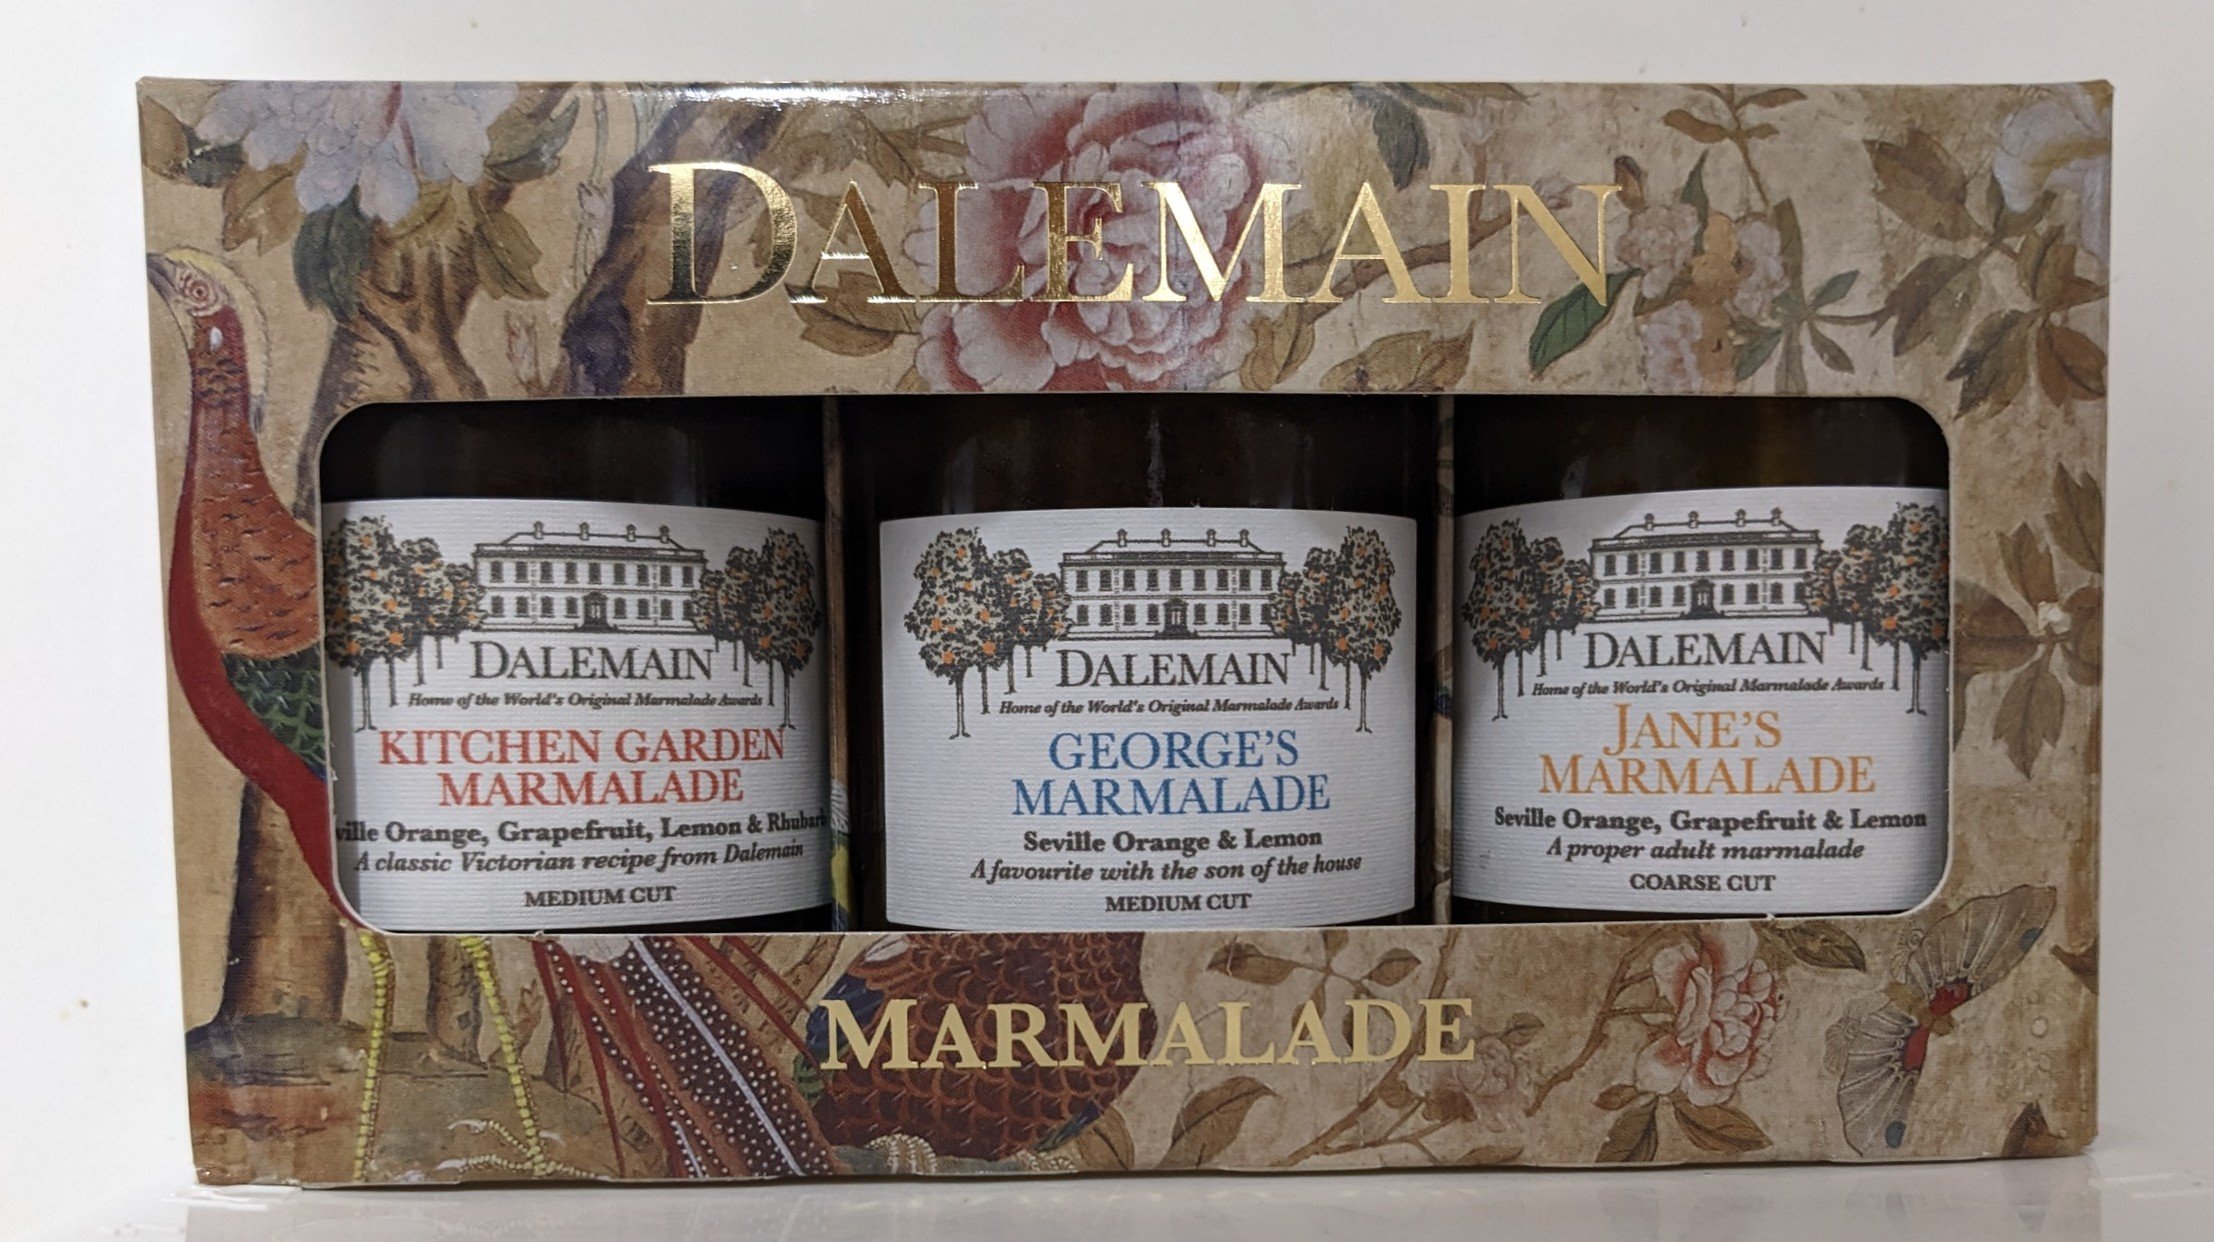 DALEMAIN
DALEMAIN
Home of the World's Original Marmalade Awards
KITCHEN GARDEN
MARMALADE
ville Orange, Grapefruit, Lemon & Rhubarb
A classic Victorian recipe from Dalemain
MEDIUM CUT
DALEMAIN
Home of the World's Original Marmalade Awards
GEORGE'S
MARMALADE
Seville Orange & Lemon
A favourite with the son of the house
MEDIUM CUT
DALEMAIN
Home of the World's Original Marmalade Awards
JANE'S
MARMALADE
Seville Orange, Grapefruit & Lemon
A proper adult marmalade
COARSE CUT
MARMALADE